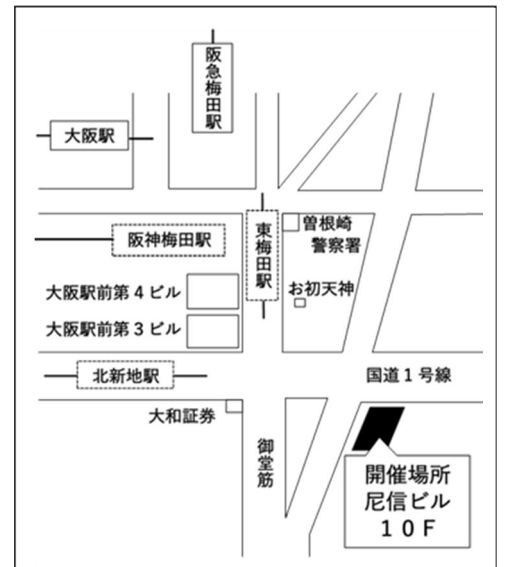 阪急梅田駅
大阪駅
阪神梅田駅
東梅田駅
曽根崎
警察署
大阪駅前第４ビル
お初天神
大阪駅前第３ビル
北新地駅
国道１号線
大和証券
御堂筋
開催場所
尼信ビル
１０Ｆ